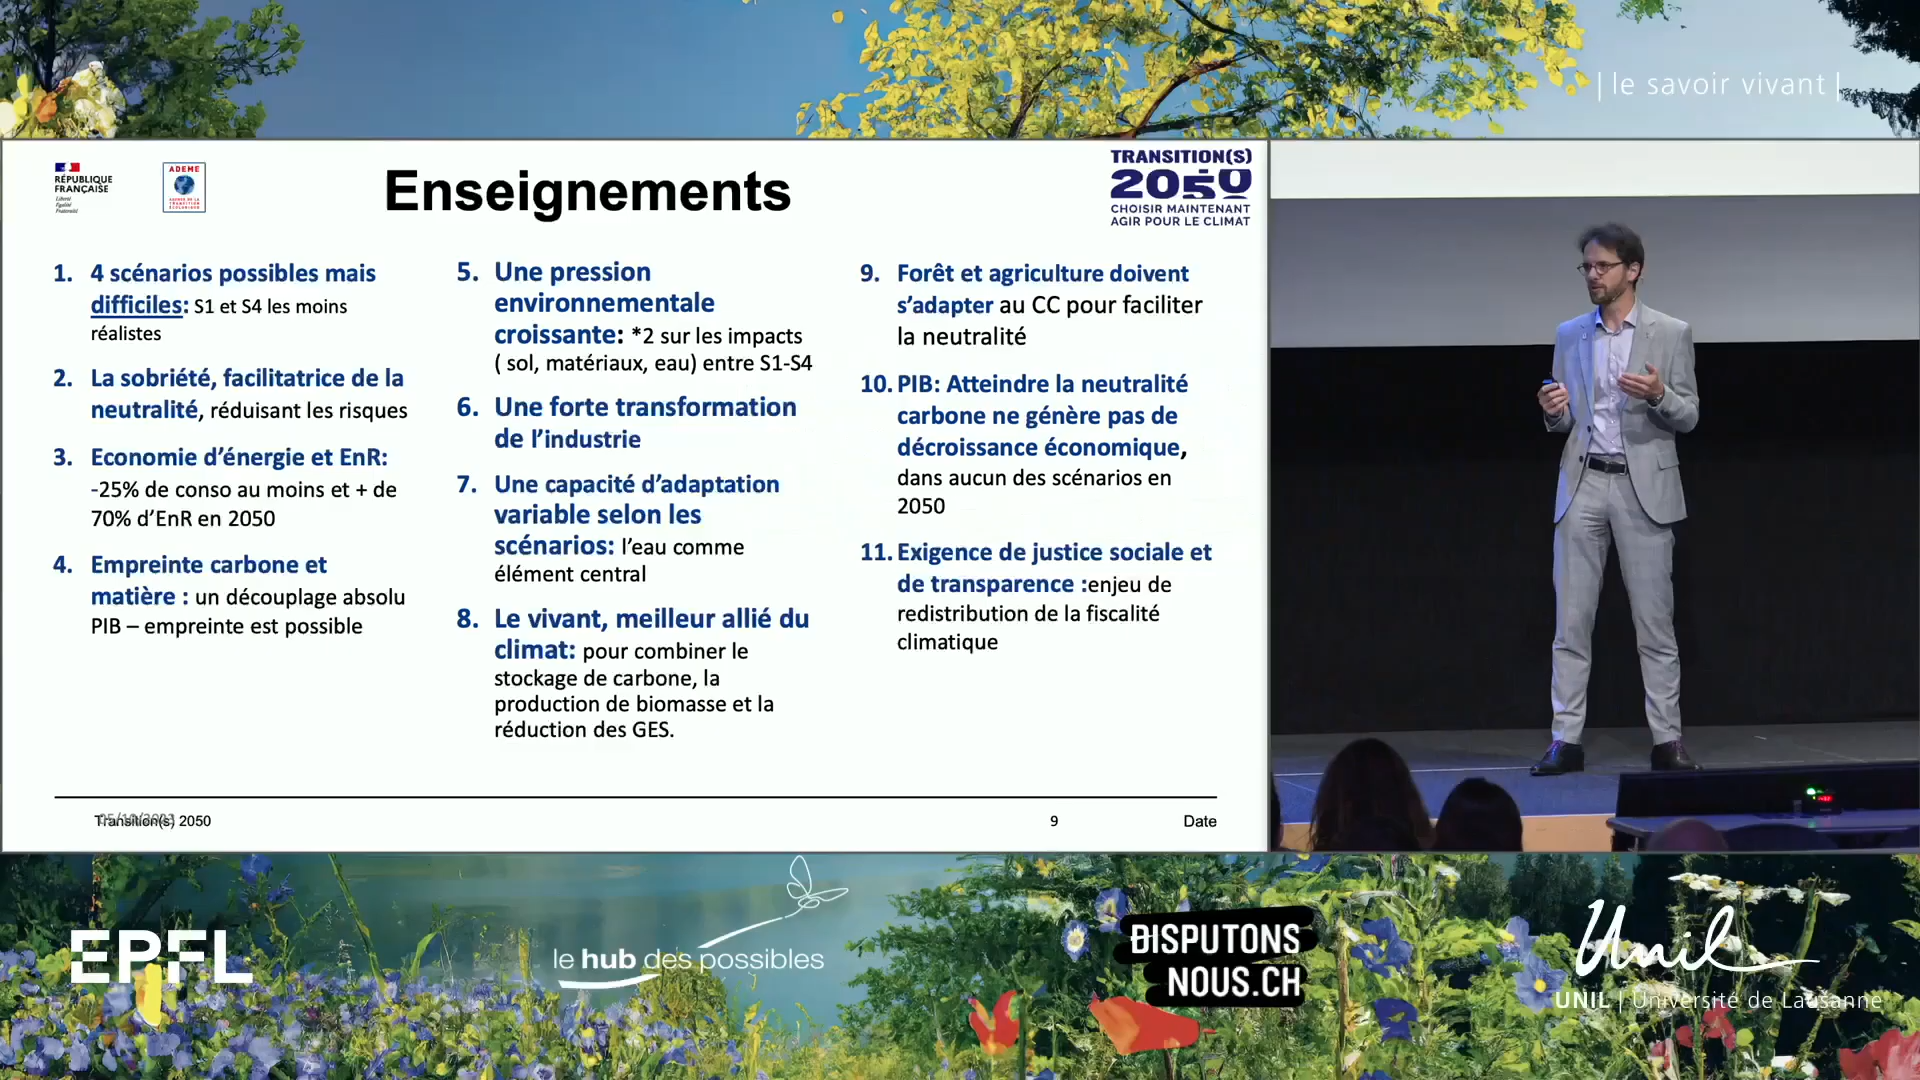 | le savoir vivant |
RÉPUBLIQUE
FRANÇAISE
Liberté
Égalité
Fraternité
ADEME
AGENCE DE LA
TRANSITION
ÉCOLOGIQUE
Enseignements
TRANSITION(S)
2050
CHOISIR MAINTENANT
AGIR POUR LE CLIMAT
1. 4 scénarios possibles mais
difficiles: S1 et S4 les moins
réalistes
2. La sobriété, facilitatrice de la
neutralité, réduisant les risques
3. Economie d’énergie et EnR:
-25% de conso au moins et + de
70% d’EnR en 2050
4. Empreinte carbone et
matière : un découplage absolu
PIB – empreinte est possible
5. Une pression
environnementale
croissante: *2 sur les impacts
( sol, matériaux, eau) entre S1-S4
6. Une forte transformation
de l’industrie
7. Une capacité d’adaptation
variable selon les
scénarios: l’eau comme
élément central
8. Le vivant, meilleur allié du
climat: pour combiner le
stockage de carbone, la
production de biomasse et la
réduction des GES.
9. Forêt et agriculture doivent
s’adapter au CC pour faciliter
la neutralité
10. PIB: Atteindre la neutralité
carbone ne génère pas de
décroissance économique,
dans aucun des scénarios en
2050
11. Exigence de justice sociale et
de transparence :enjeu de
redistribution de la fiscalité
climatique
Transition(s) 2050
9
Date
EPFL
le hub des possibles
DISPUTONS
NOUS.CH
Unil
UNIL | Université de Lausanne